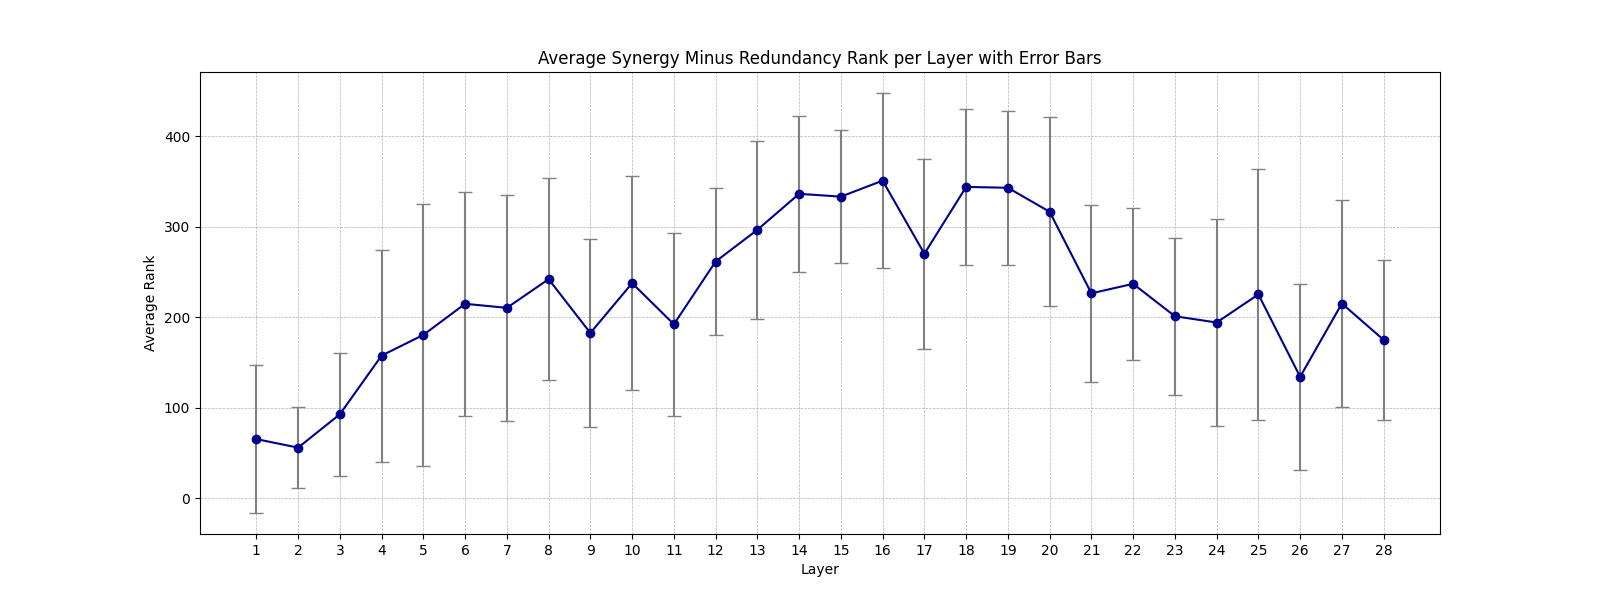 Average Synergy Minus Redundancy Rank per Layer with Error Bars
Average Rank
400
300
200
100
0
1 2 3 4 5 6 7 8 9 10 11 12 13 14 15 16 17 18 19 20 21 22 23 24 25 26 27 28
Layer